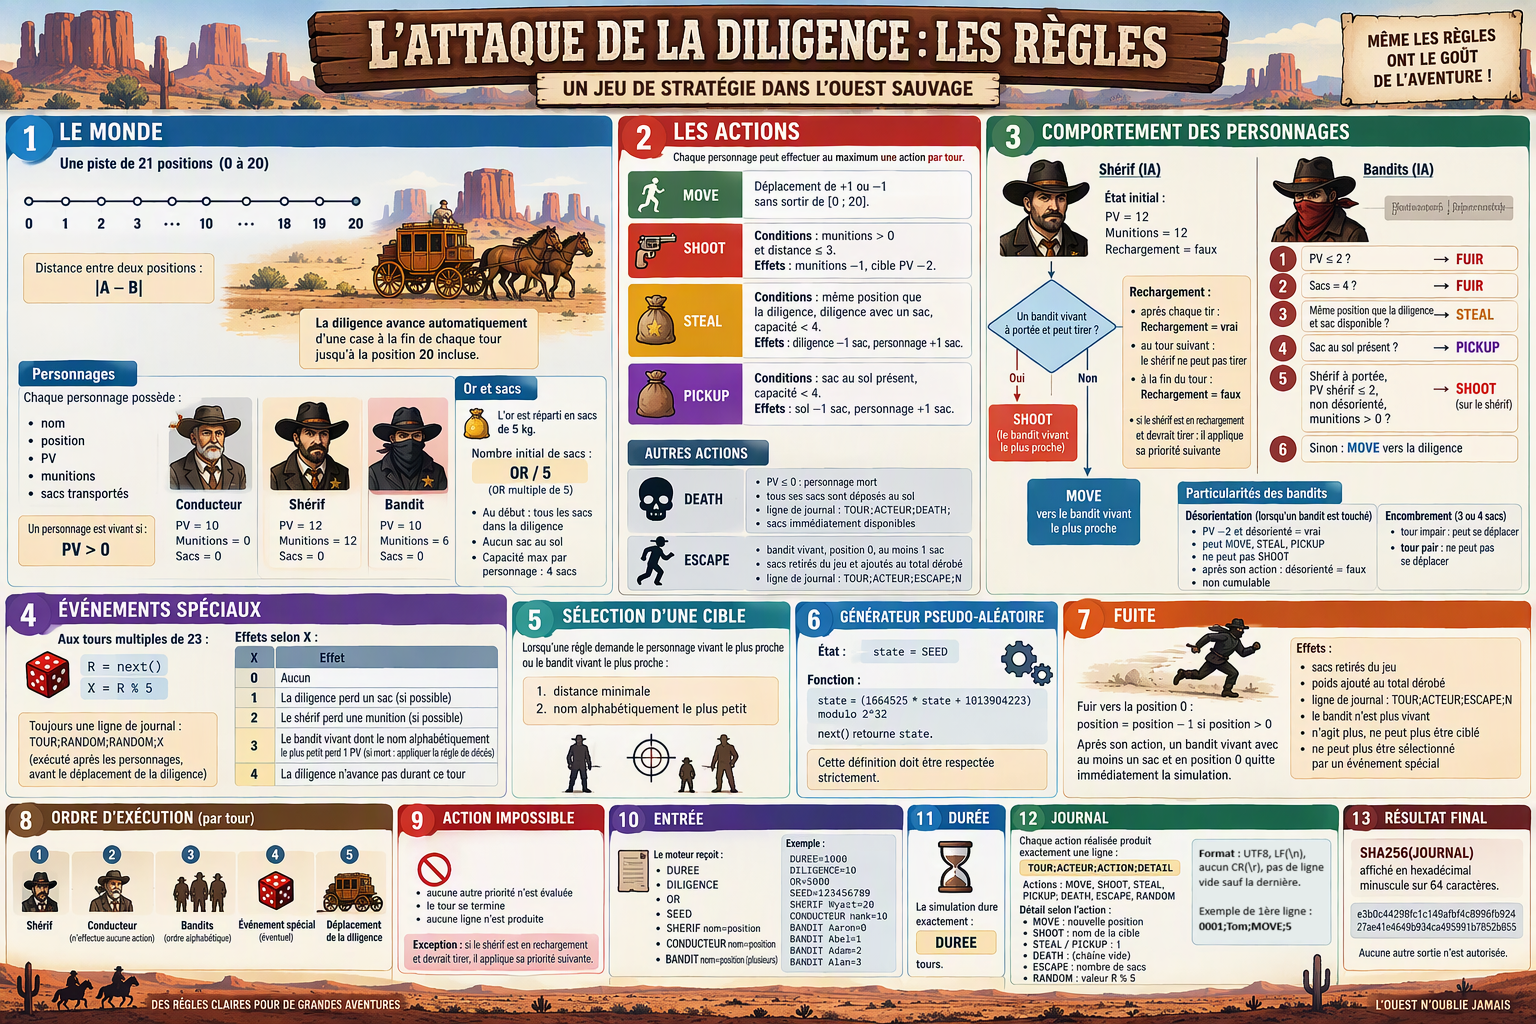 L'ATTAQUE DE LA DILIGENCE : LES RÈGLES
UN JEU DE STRATÉGIE DANS L'OUEST SAUVAGE
MÊME LES RÈGLES
ONT LE GOÛT
DE L'AVENTURE !
1 LE MONDE
Une piste de 21 positions (0 à 20)
0 1 2 3 ··· 10 ··· 18 19 20
Distance entre deux positions :
|A – B|
La diligence avance automatiquement
d'une case à la fin de chaque tour
jusqu'à la position 20 incluse.
Personnages
Chaque personnage possède :
• nom
• position
• PV
• munitions
• sacs transportés
Un personnage est vivant si :
PV > 0
Conducteur
PV = 10
Munitions = 0
Sacs = 0
Shérif
PV = 12
Munitions = 12
Sacs = 0
Bandit
PV = 10
Munitions = 6
Sacs = 0
Or et sacs
L'or est réparti en sacs
de 5 kg.
Nombre initial de sacs :
OR / 5
(OR multiple de 5)
• Au début : tous les sacs
dans la diligence
• Aucun sac au sol
• Capacité max par
personnage : 4 sacs
2 LES ACTIONS
Chaque personnage peut effectuer au maximum une action par tour.
MOVE
Déplacement de +1 ou –1
sans sortir de [0 ; 20].
SHOOT
Conditions : munitions > 0
et distance ≤ 3.
Effets : munitions –1, cible PV –2.
STEAL
Conditions : même position que
la diligence, diligence avec un sac,
capacité < 4.
Effets : diligence –1 sac, personnage +1 sac.
PICKUP
Conditions : sac au sol présent,
capacité < 4.
Effets : sol –1 sac, personnage +1 sac.
AUTRES ACTIONS
DEATH
• PV ≤ 0 : personnage mort
• tous ses sacs sont déposés au sol
• ligne de journal : TOUR;ACTEUR;DEATH;
• sacs immédiatement disponibles
ESCAPE
• bandit vivant, position 0, au moins 1 sac
• sacs retirés du jeu et ajoutés au total dérobé
• ligne de journal : TOUR;ACTEUR;ESCAPE;N
3 COMPORTEMENT DES PERSONNAGES
Shérif (IA)
État initial :
PV = 12
Munitions = 12
Rechargement = faux
Un bandit vivant
à portée et peut tirer ?
Oui
Non
SHOOT
(le bandit vivant
le plus proche)
MOVE
vers le bandit vivant
le plus proche
Rechargement :
• après chaque tir :
Rechargement = vrai
• au tour suivant :
le shérif ne peut pas tirer
• à la fin du tour :
Rechargement = faux
• si le shérif est en rechargement
et devrait tirer : il applique
sa priorité suivante
Bandits (IA)
1 PV ≤ 2 ? → FUIR
2 Sacs = 4 ? → FUIR
3 Même position que la diligence
et sac disponible ? → STEAL
4 Sac au sol présent ? → PICKUP
5 Shérif à portée,
PV shérif ≤ 2,
non désorienté,
munitions > 0 ?
→ SHOOT
(sur le shérif)
6 Sinon : MOVE vers la diligence
Particularités des bandits
Désorientation (lorsqu'un bandit est touché)
• PV –2 et désorienté = vrai
• peut MOVE, STEAL, PICKUP
• ne peut pas SHOOT
• après son action : désorienté = faux
• non cumulable
Encombrement (3 ou 4 sacs)
• tour impair : peut se déplacer
• tour pair : ne peut pas
se déplacer
4 ÉVÉNEMENTS SPÉCIAUX
Aux tours multiples de 23 :
R = next()
X = R % 5
Toujours une ligne de journal :
TOUR;RANDOM;RANDOM;X
(exécuté après les personnages,
avant le déplacement de la diligence)
Effets selon X :
X Effet
0 Aucun
1 La diligence perd un sac (si possible)
2 Le shérif perd une munition (si possible)
3 Le bandit vivant dont le nom alphabétiquement
le plus petit perd 1 PV (si mort : appliquer la règle de décès)
4 La diligence n'avance pas durant ce tour
5 SÉLECTION D'UNE CIBLE
Lorsqu'une règle demande le personnage vivant le plus proche
ou le bandit vivant le plus proche :
1. distance minimale
2. nom alphabétiquement le plus petit
6 GÉNÉRATEUR PSEUDO-ALÉATOIRE
État : state = SEED
Fonction :
state = (1664525 * state + 1013904223)
modulo 2^32
next() retourne state.
Cette définition doit être respectée
strictement.
7 FUITE
Fuir vers la position 0 :
position = position – 1 si position > 0
Après son action, un bandit vivant avec
au moins un sac et en position 0 quitte
immédiatement la simulation.
Effets :
• sacs retirés du jeu
• poids ajouté au total dérobé
• ligne de journal : TOUR;ACTEUR;ESCAPE;N
• le bandit n'est plus vivant
• n'agit plus, ne peut plus être ciblé
• ne peut plus être sélectionné
par un événement spécial
8 ORDRE D'EXÉCUTION (par tour)
1 2 3 4 5
Shérif
Conducteur
(n'effectue aucune action)
Bandits
(ordre alphabétique)
Événement spécial
(éventuel)
Déplacement
de la diligence
9 ACTION IMPOSSIBLE
• aucune autre priorité n'est évaluée
• le tour se termine
• aucune ligne n'est produite
Exception : si le shérif est en rechargement
et devrait tirer, il applique sa priorité suivante.
10 ENTRÉE
Le moteur reçoit :
• DUREE
• DILIGENCE
• OR
• SEED
• SHERIF nom=position
• CONDUCTEUR nom=position
• BANDIT nom=position (plusieurs)
Exemple :
DUREE=1000
DILIGENCE=10
OR=5000
SEED=123456789
SHERIF Wyatt=20
CONDUCTEUR hank=10
BANDIT Aaron=0
BANDIT Abel=1
BANDIT Adam=2
BANDIT Alan=3
11 DURÉE
La simulation dure
exactement :
DUREE
tours.
12 JOURNAL
Chaque action réalisée produit
exactement une ligne :
TOUR;ACTEUR;ACTION;DETAIL
Actions : MOVE, SHOOT, STEAL,
PICKUP; DEATH, ESCAPE, RANDOM
Détail selon l'action :
• MOVE : nouvelle position
• SHOOT : nom de la cible
• STEAL / PICKUP : 1
• DEATH : (chaîne vide)
• ESCAPE : nombre de sacs
• RANDOM : valeur R % 5
Format : UTF8, LF(\n),
aucun CR(\r), pas de ligne
vide sauf la dernière.
Exemple de 1ère ligne :
0001;Tom;MOVE;5
13 RÉSULTAT FINAL
SHA256(JOURNAL)
affiché en hexadécimal
minuscule sur 64 caractères.
e3b0c44298fc1c149afbf4c8996fb924
27ae41e4649b934ca495991b7852b855
Aucune autre sortie n'est autorisée.
DES RÈGLES CLAIRES POUR DE GRANDES AVENTURES
L'OUEST N'OUBLIE JAMAIS